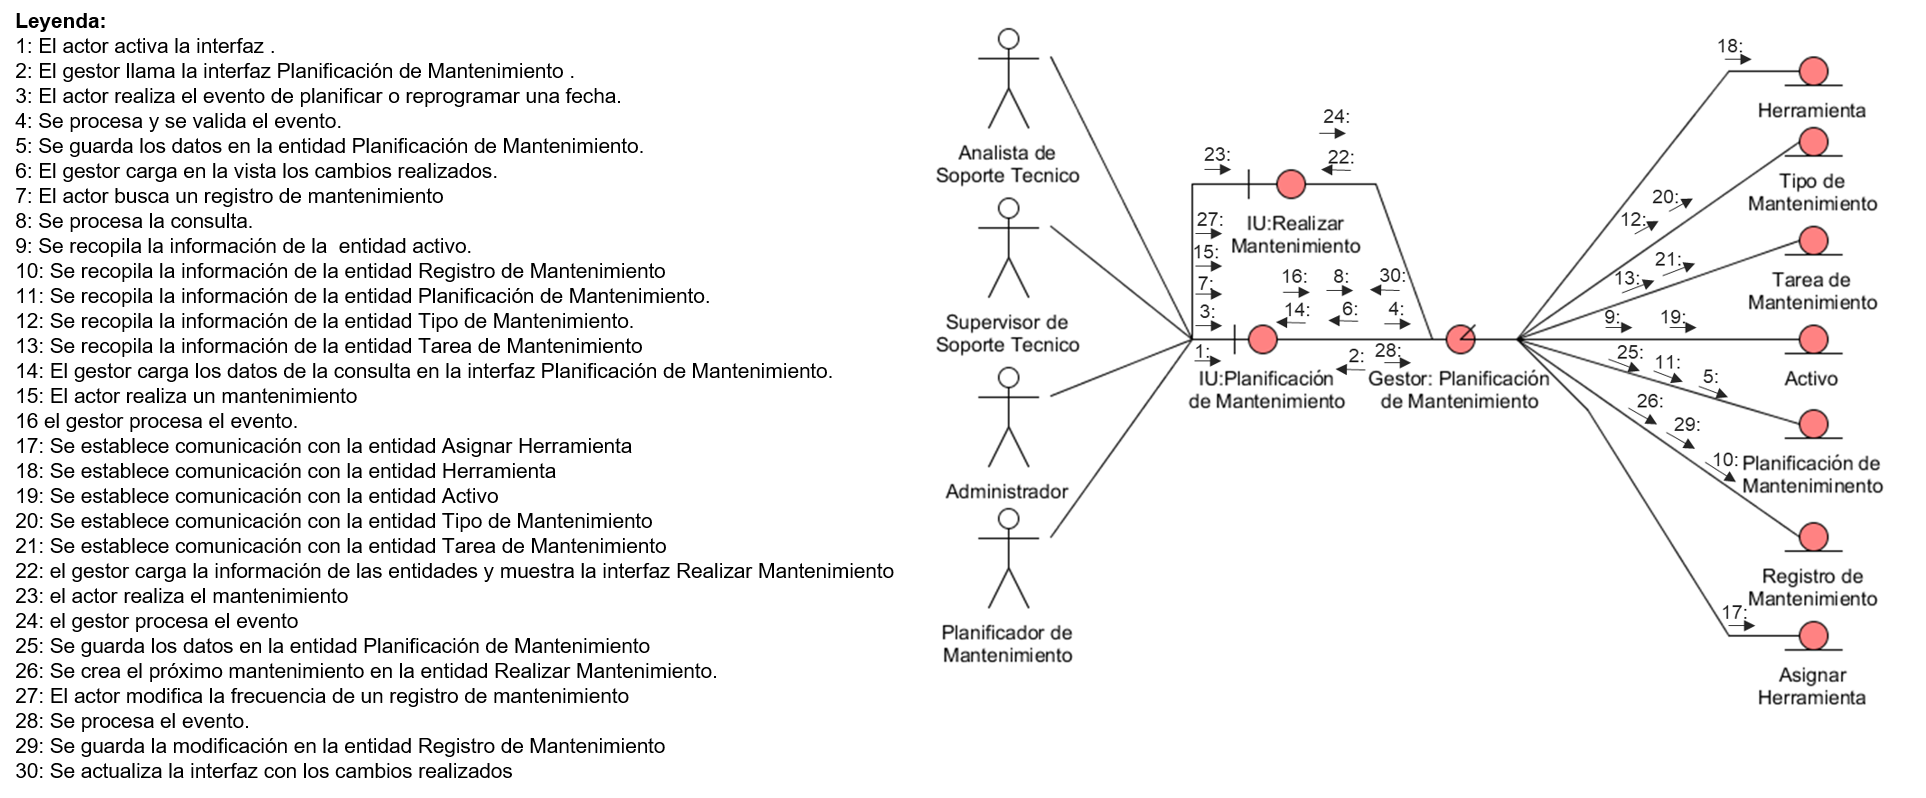 Leyenda:
1: El actor activa la interfaz .
2: El gestor llama la interfaz Planificación de Mantenimiento .
3: El actor realiza el evento de planificar o reprogramar una fecha.
4: Se procesa y se valida el evento.
5: Se guarda los datos en la entidad Planificación de Mantenimiento.
6: El gestor carga en la vista los cambios realizados.
7: El actor busca un registro de mantenimiento
8: Se procesa la consulta.
9: Se recopila la información de la  entidad activo.
10: Se recopila la información de la entidad Registro de Mantenimiento
11: Se recopila la información de la entidad Planificación de Mantenimiento.
12: Se recopila la información de la entidad Tipo de Mantenimiento.
13: Se recopila la información de la entidad Tarea de Mantenimiento
14: El gestor carga los datos de la consulta en la interfaz Planificación de Mantenimiento.
15: El actor realiza un mantenimiento
16 el gestor procesa el evento.
17: Se establece comunicación con la entidad Asignar Herramienta
18: Se establece comunicación con la entidad Herramienta
19: Se establece comunicación con la entidad Activo
20: Se establece comunicación con la entidad Tipo de Mantenimiento
21: Se establece comunicación con la entidad Tarea de Mantenimiento
22: el gestor carga la información de las entidades y muestra la interfaz Realizar Mantenimiento
23: el actor realiza el mantenimiento
24: el gestor procesa el evento
25: Se guarda los datos en la entidad Planificación de Mantenimiento
26: Se crea el próximo mantenimiento en la entidad Realizar Mantenimiento.
27: El actor modifica la frecuencia de un registro de mantenimiento
28: Se procesa el evento.
29: Se guarda la modificación en la entidad Registro de Mantenimiento
30: Se actualiza la interfaz con los cambios realizados
Analista de
Soporte Tecnico
Supervisor de
Soporte Tecnico
Administrador
Planificador de
Mantenimiento
23:
24:
22:
IU:Realizar
Mantenimiento
27:
15:
7:
3:
1:
16:
8:
30:
14:
6:
4:
2:
28:
IU:Planificación
de Mantenimiento
Gestor: Planificación
de Mantenimiento
18:
Herramienta
20:
12:
Tipo de
Mantenimiento
21:
13:
Tarea de
Mantenimiento
9:
19:
Activo
25:
11:
5:
Planificación de
Manteniminento
26:
29:
10:
Registro de
Mantenimiento
17:
Asignar
Herramienta